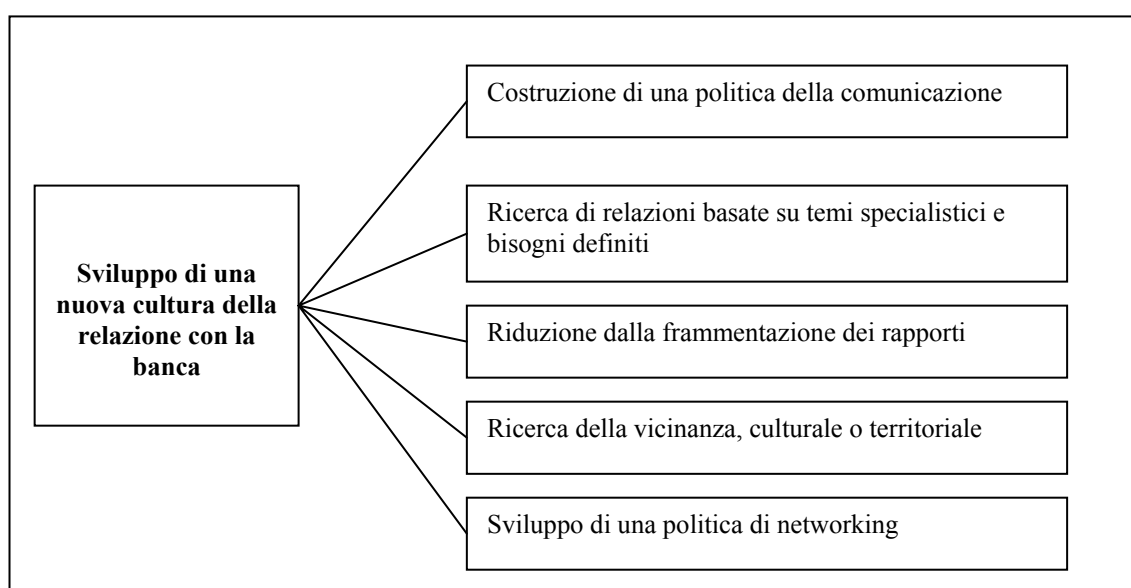 Costruzione di una politica della comunicazione
Ricerca di relazioni basate su temi specialistici e
bisogni definiti
Sviluppo di una
nuova cultura della
relazione con la
banca
Riduzione dalla frammentazione dei rapporti
Ricerca della vicinanza, culturale o territoriale
Sviluppo di una politica di networking